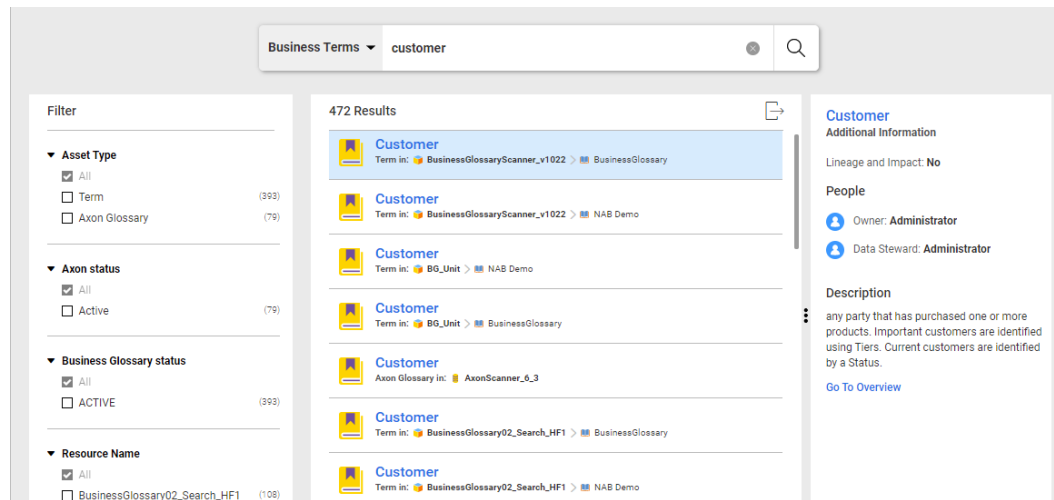 Business Terms customer
Filter
Asset Type
All
Term (393)
Axon Glossary (79)
Axon status
All
Active (79)
Business Glossary status
All
ACTIVE (393)
Resource Name
All
BusinessGlossary02_Search_HF1 (108)
472 Results
Customer
Term in: BusinessGlossaryScanner_v1022 > BusinessGlossary
Customer
Term in: BusinessGlossaryScanner_v1022 > NAB Demo
Customer
Term in: BG_Unit > NAB Demo
Customer
Term in: BG_Unit > BusinessGlossary
Customer
Axon Glossary in: AxonScanner_6_3
Customer
Term in: BusinessGlossary02_Search_HF1 > BusinessGlossary
Customer
Term in: BusinessGlossary02_Search_HF1 > NAB Demo
Customer
Additional Information
Lineage and Impact: No
People
Owner: Administrator
Data Steward: Administrator
Description
any party that has purchased one or more
products. Important customers are identified
using Tiers. Current customers are identified
by a Status.
Go To Overview